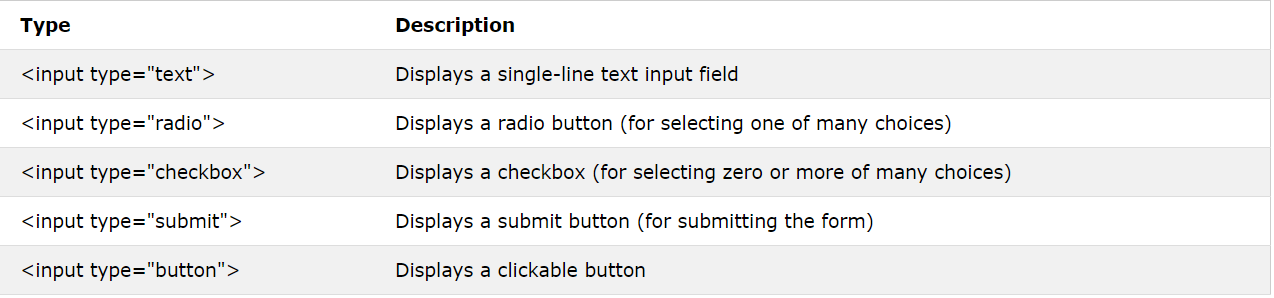 Type Description
<input type="text"> Displays a single-line text input field
<input type="radio"> Displays a radio button (for selecting one of many choices)
<input type="checkbox"> Displays a checkbox (for selecting zero or more of many choices)
<input type="submit"> Displays a submit button (for submitting the form)
<input type="button"> Displays a clickable button